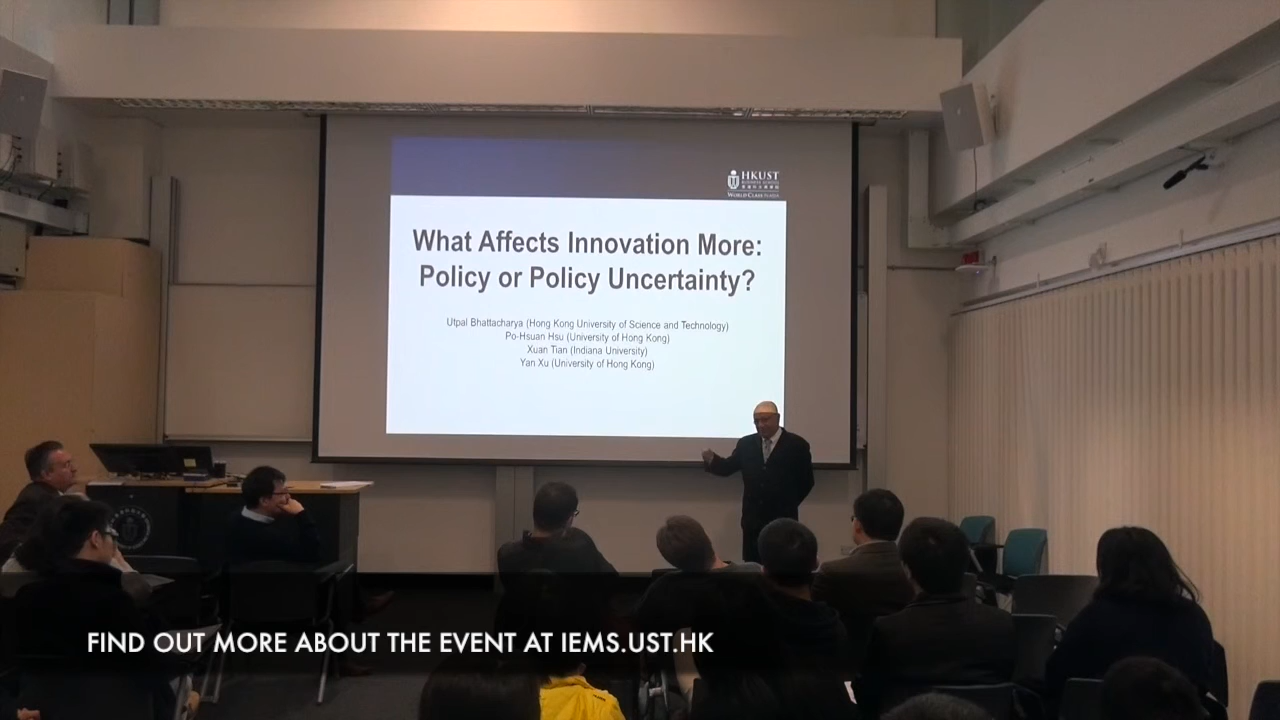 HKUST
What Affects Innovation More:
Policy or Policy Uncertainty?
Utpal Bhattacharya (Hong Kong University of Science and Technology)
Po-Hsuan Hsu (University of Hong Kong)
Xuan Tian (Indiana University)
Yan Xu (University of Hong Kong)
FIND OUT MORE ABOUT THE EVENT AT IEMS.UST.HK